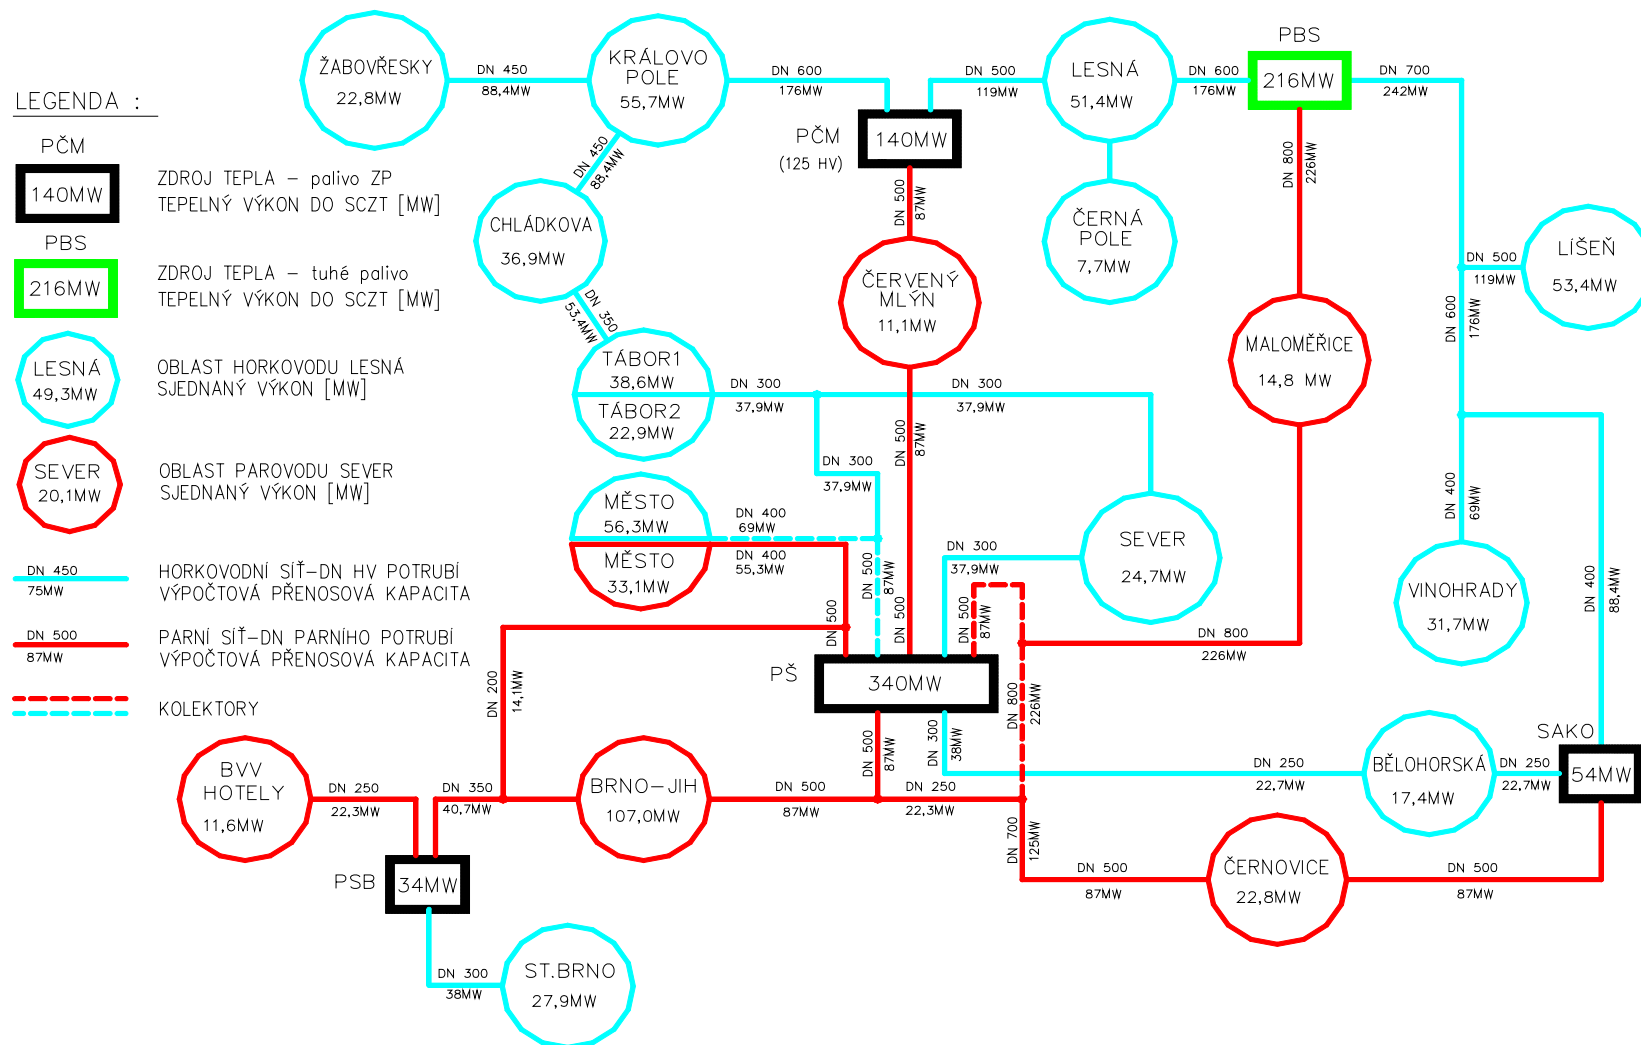 LEGENDA :
PČM
140MW
ZDROJ TEPLA – palivo ZP
TEPELNÝ VÝKON DO SCZT [MW]
PBS
216MW
ZDROJ TEPLA – tuhé palivo
TEPELNÝ VÝKON DO SCZT [MW]
LESNÁ
49,3MW
OBLAST HORKOVODU LESNÁ
SJEDNANÝ VÝKON [MW]
SEVER
20,1MW
OBLAST PAROVODU SEVER
SJEDNANÝ VÝKON [MW]
DN 450
75MW
HORKOVODNÍ SÍŤ–DN HV POTRUBÍ
VÝPOČTOVÁ PŘENOSOVÁ KAPACITA
DN 500
87MW
PARNÍ SÍŤ–DN PARNÍHO POTRUBÍ
VÝPOČTOVÁ PŘENOSOVÁ KAPACITA
KOLEKTORY
ŽABOVŘESKY
22,8MW
DN 450
88,4MW
KRÁLOVO
POLE
55,7MW
DN 600
176MW
PČM
(125 HV)
140MW
DN 500
119MW
LESNÁ
51,4MW
DN 600
176MW
PBS
216MW
DN 700
242MW
DN 450
88,4MW
CHLÁDKOVA
36,9MW
DN 350
53,4MW
DN 500
87MW
ČERNÁ
POLE
7,7MW
DN 800
226MW
LÍŠEŇ
53,4MW
DN 500
119MW
DN 600
176MW
ČERVENÝ
MLÝN
11,1MW
MALOMĚŘICE
14,8 MW
TÁBOR1
38,6MW
TÁBOR2
22,9MW
DN 300
37,9MW
DN 300
37,9MW
DN 500
87MW
DN 300
37,9MW
MĚSTO
56,3MW
MĚSTO
33,1MW
DN 400
69MW
DN 400
55,3MW
DN 500
87MW
DN 300
37,9MW
SEVER
24,7MW
DN 400
69MW
VINOHRADY
31,7MW
DN 400
88,4MW
DN 500
DN 500
DN 500
87MW
DN 800
226MW
PŠ
340MW
DN 200
14,1MW
DN 500
87MW
DN 300
38MW
DN 800
226MW
BVV
HOTELY
11,6MW
DN 250
22,3MW
DN 350
40,7MW
BRNO–JIH
107,0MW
DN 500
87MW
DN 250
22,3MW
DN 250
22,7MW
BĚLOHORSKÁ
17,4MW
DN 250
22,7MW
SAKO
54MW
DN 700
125MW
PSB
34MW
DN 500
87MW
ČERNOVICE
22,8MW
DN 500
87MW
DN 300
38MW
ST.BRNO
27,9MW